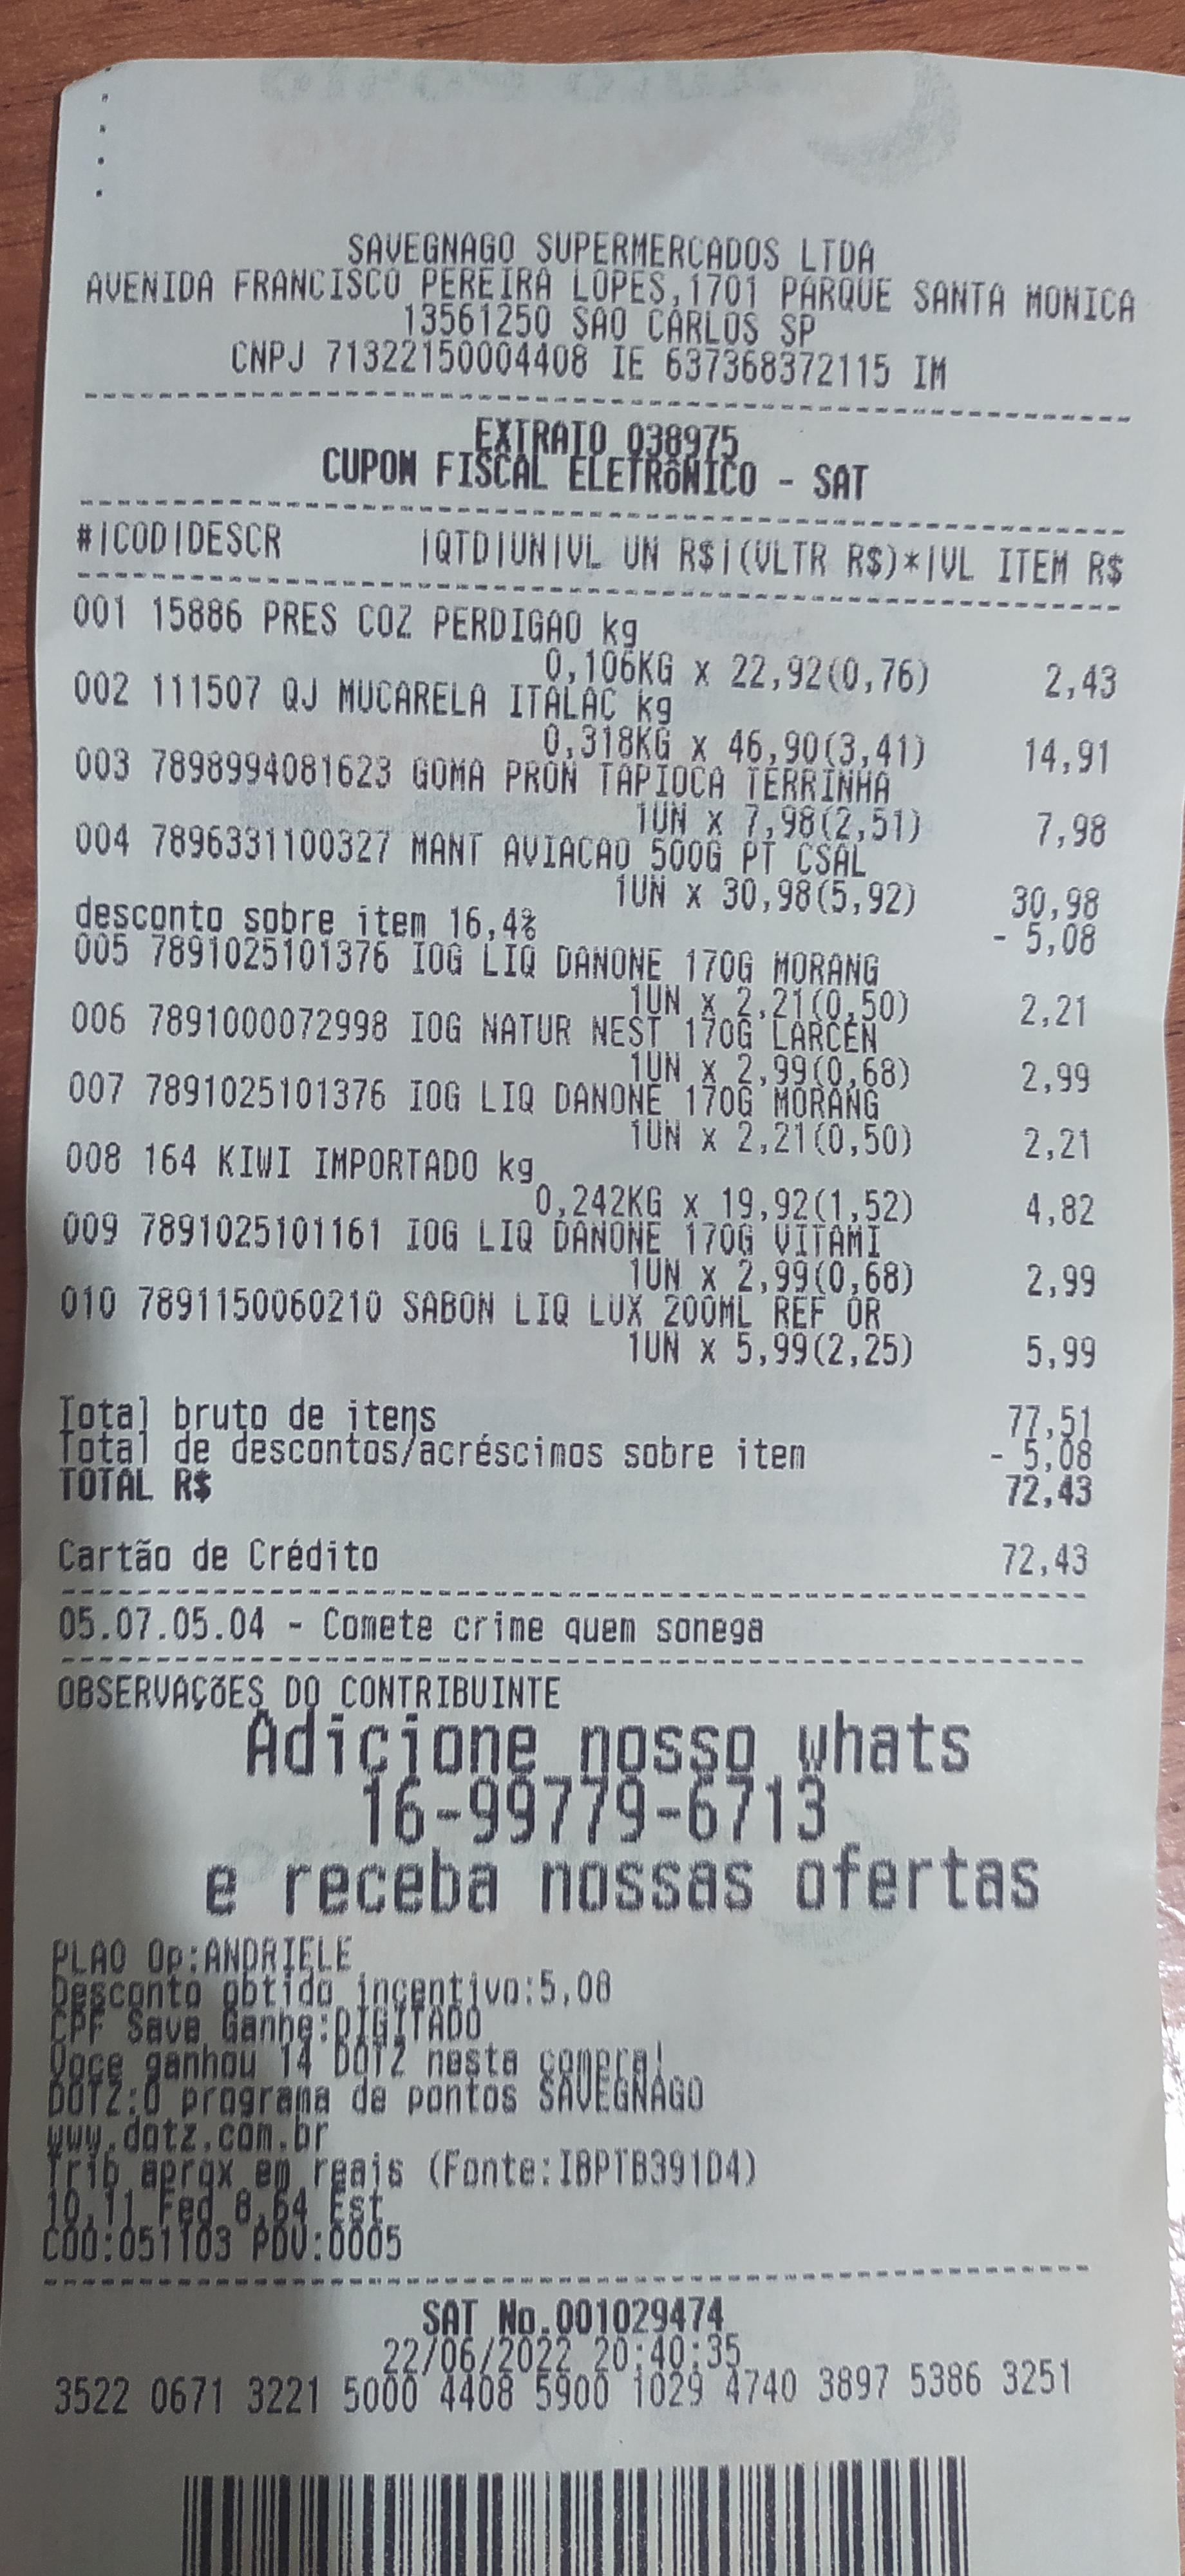 SAVEGNAGO SUPERMERCADOS LTDA
AVENIDA FRANCISCO PEREIRA LOPES,1701 PARQUE SANTA MONICA
13561250 SAO CARLOS SP
CNPJ 71322150004408 IE 637368372115 IM
EXTRATO 038975
CUPOM FISCAL ELETRôNICO - SAT
#|COD|DESCR |QTD|UN|VL UN R$|(VLTR R$)*|VL ITEM R$
001 15886 PRES COZ PERDIGAO kg
0,106KG x 22,92(0,76) 2,43
002 111507 QJ MUCARELA ITALAC kg
0,318KG x 46,90(3,41) 14,91
003 7898994081623 GOMA PRON TAPIOCA TERRINHA
1UN x 7,98(2,51) 7,98
004 7896331100327 MANT AVIACAO 500G PT CSAL
1UN x 30,98(5,92) 30,98
desconto sobre item 16,4% - 5,08
005 7891025101376 IOG LIQ DANONE 170G MORANG
1UN x 2,21(0,50) 2,21
006 7891000072998 IOG NATUR NEST 170G LARCEN
1UN x 2,99(0,68) 2,99
007 7891025101376 IOG LIQ DANONE 170G MORANG
1UN x 2,21(0,50) 2,21
008 164 KIWI IMPORTADO kg
0,242KG x 19,92(1,52) 4,82
009 7891025101161 IOG LIQ DANONE 170G VITAMI
1UN x 2,99(0,68) 2,99
010 7891150060210 SABON LIQ LUX 200ML REF OR
1UN x 5,99(2,25) 5,99
Total bruto de itens 77,51
Total de descontos/acréscimos sobre item - 5,08
TOTAL R$ 72,43
Cartão de Crédito 72,43
05.07.05.04 - Comete crime quem sonega
OBSERVAÇõES DO CONTRIBUINTE
Adicione nosso whats
16-99779-6713
e receba nossas ofertas
PLAO Op:ANDRIELE
Desconto obtido incentivo:5,08
CPF Save Ganhe:DIGITADO
Voce ganhou 14 DOTZ nesta compra!
DOTZ:O programa de pontos SAVEGNAGO
www.dotz.com.br
Trib aprox em reais (Fonte:IBPTB391D4)
10,11 Fed 8,64 Est
COO:051103 PDV:0005
SAT No.001029474
22/06/2022 20:40:35
3522 0671 3221 5000 4408 5900 1029 4740 3897 5386 3251